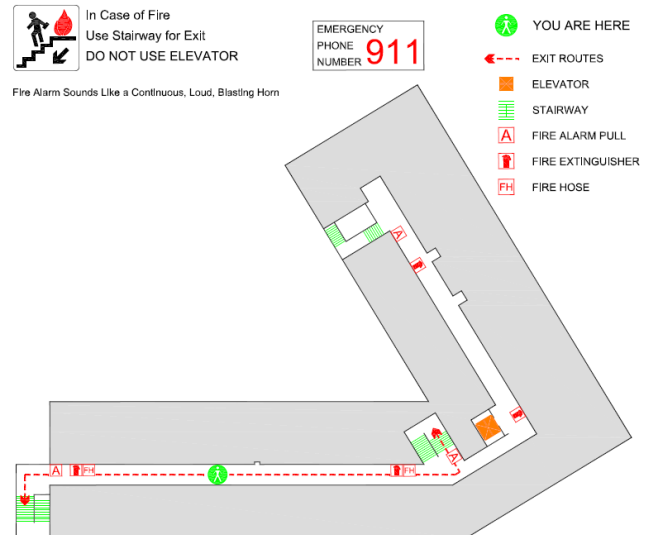 In Case of Fire
Use Stairway for Exit
DO NOT USE ELEVATOR
Fire Alarm Sounds Like a Continuous, Loud, Blasting Horn
EMERGENCY
PHONE
NUMBER 911
YOU ARE HERE
EXIT ROUTES
ELEVATOR
STAIRWAY
A FIRE ALARM PULL
FIRE EXTINGUISHER
FH FIRE HOSE
A
A
A
FH
FH